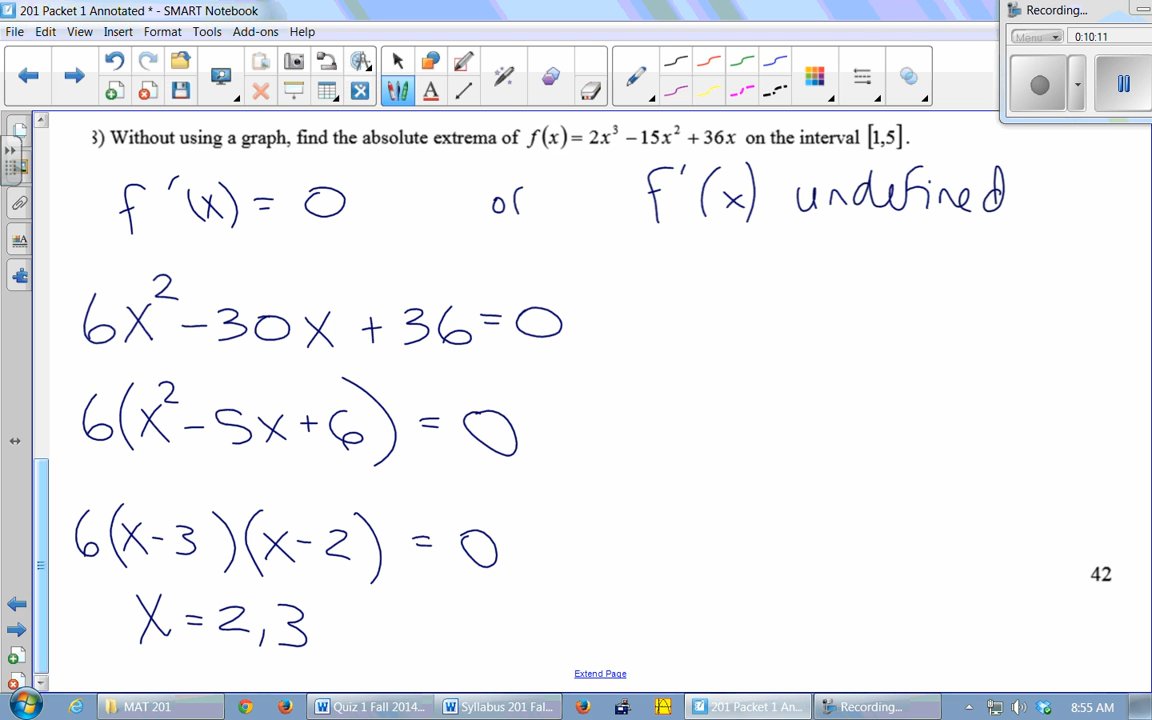 201 Packet 1 Annotated * - SMART Notebook
Recording...
File Edit View Insert Format Tools Add-ons Help
Menu
0:10:11
3) Without using a graph, find the absolute extrema of f(x) = 2x³ − 15x² + 36x on the interval [1,5].
f'(x) = 0 or f'(x) undefined
6x² − 30x + 36 = 0
6(x² − 5x + 6) = 0
6(x − 3)(x − 2) = 0
x = 2, 3
42
Extend Page
MAT 201
Quiz 1 Fall 2014...
Syllabus 201 Fal...
201 Packet 1 An...
Recording...
8:55 AM